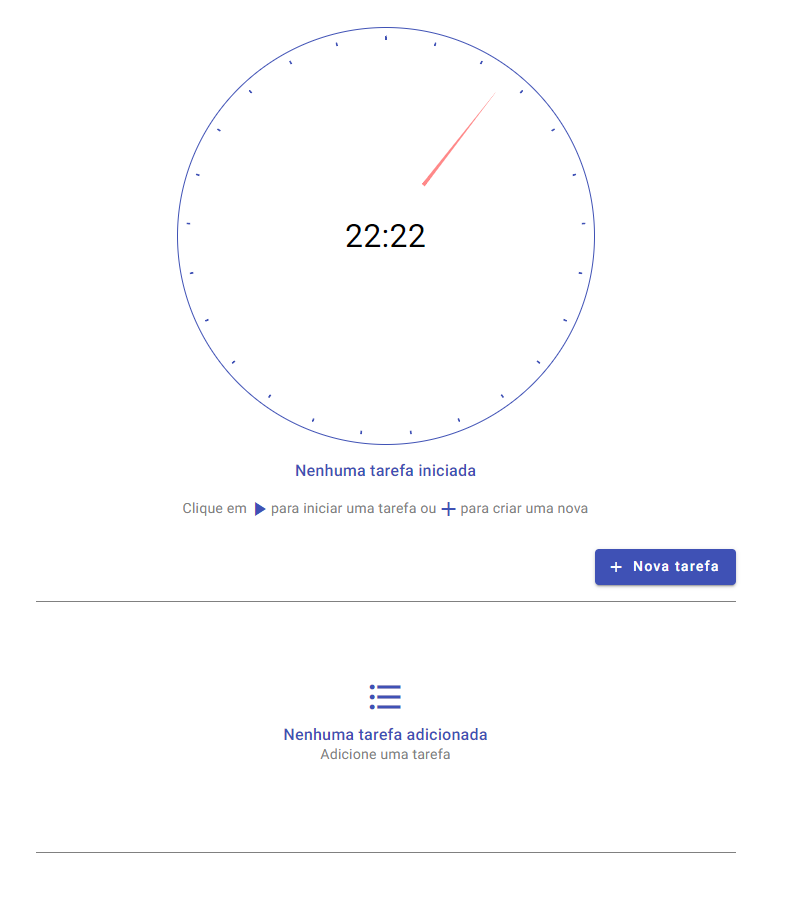 22:22
Nenhuma tarefa iniciada
Clique em para iniciar uma tarefa ou + para criar uma nova
+ Nova tarefa
Nenhuma tarefa adicionada
Adicione uma tarefa